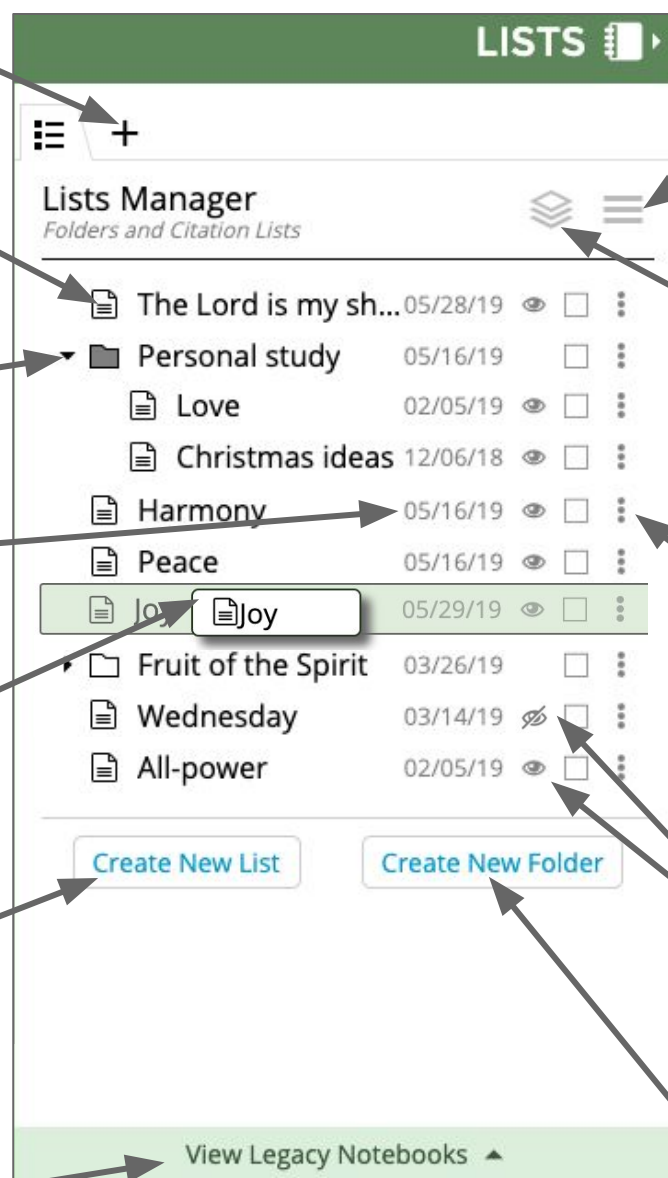 LISTS
Lists Manager
Folders and Citation Lists
The Lord is my sh... 05/28/19
Personal study 05/16/19
Love 02/05/19
Christmas ideas 12/06/18
Harmony 05/16/19
Peace 05/16/19
Jo Joy 05/29/19
Fruit of the Spirit 03/26/19
Wednesday 03/14/19
All-power 02/05/19
Create New List Create New Folder
View Legacy Notebooks